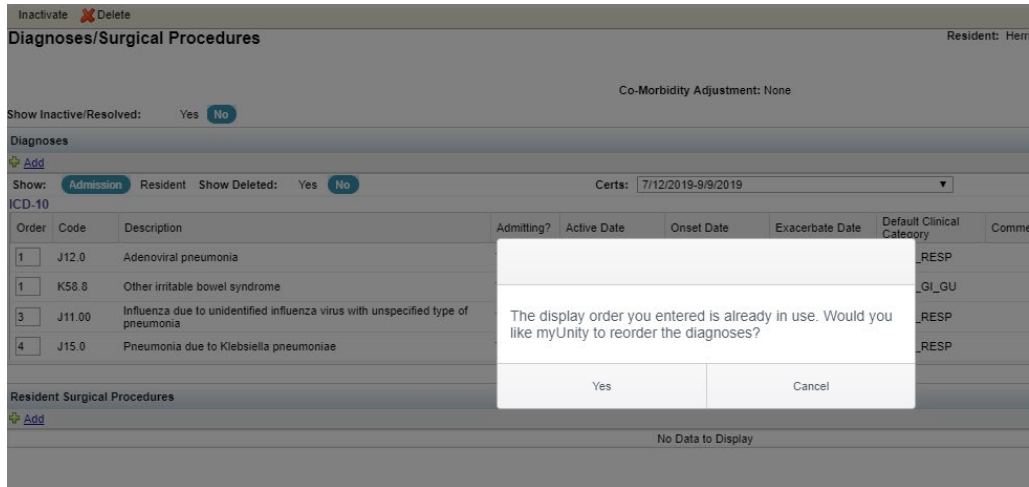 Inactivate Delete
Diagnoses/Surgical Procedures
Resident: Herr
Co-Morbidity Adjustment: None
Show Inactive/Resolved: Yes No
Diagnoses
Add
Show: Admission Resident Show Deleted: Yes No Certs: 7/12/2019-9/9/2019
ICD-10
Order Code Description Admitting? Active Date Onset Date Exacerbate Date Default Clinical Category Comme
1 J12.0 Adenoviral pneumonia _RESP
1 K58.8 Other irritable bowel syndrome _GI_GU
3 J11.00 Influenza due to unidentified influenza virus with unspecified type of
pneumonia _RESP
4 J15.0 Pneumonia due to Klebsiella pneumoniae _RESP
The display order you entered is already in use. Would you
like myUnity to reorder the diagnoses?
Yes Cancel
Resident Surgical Procedures
Add
No Data to Display